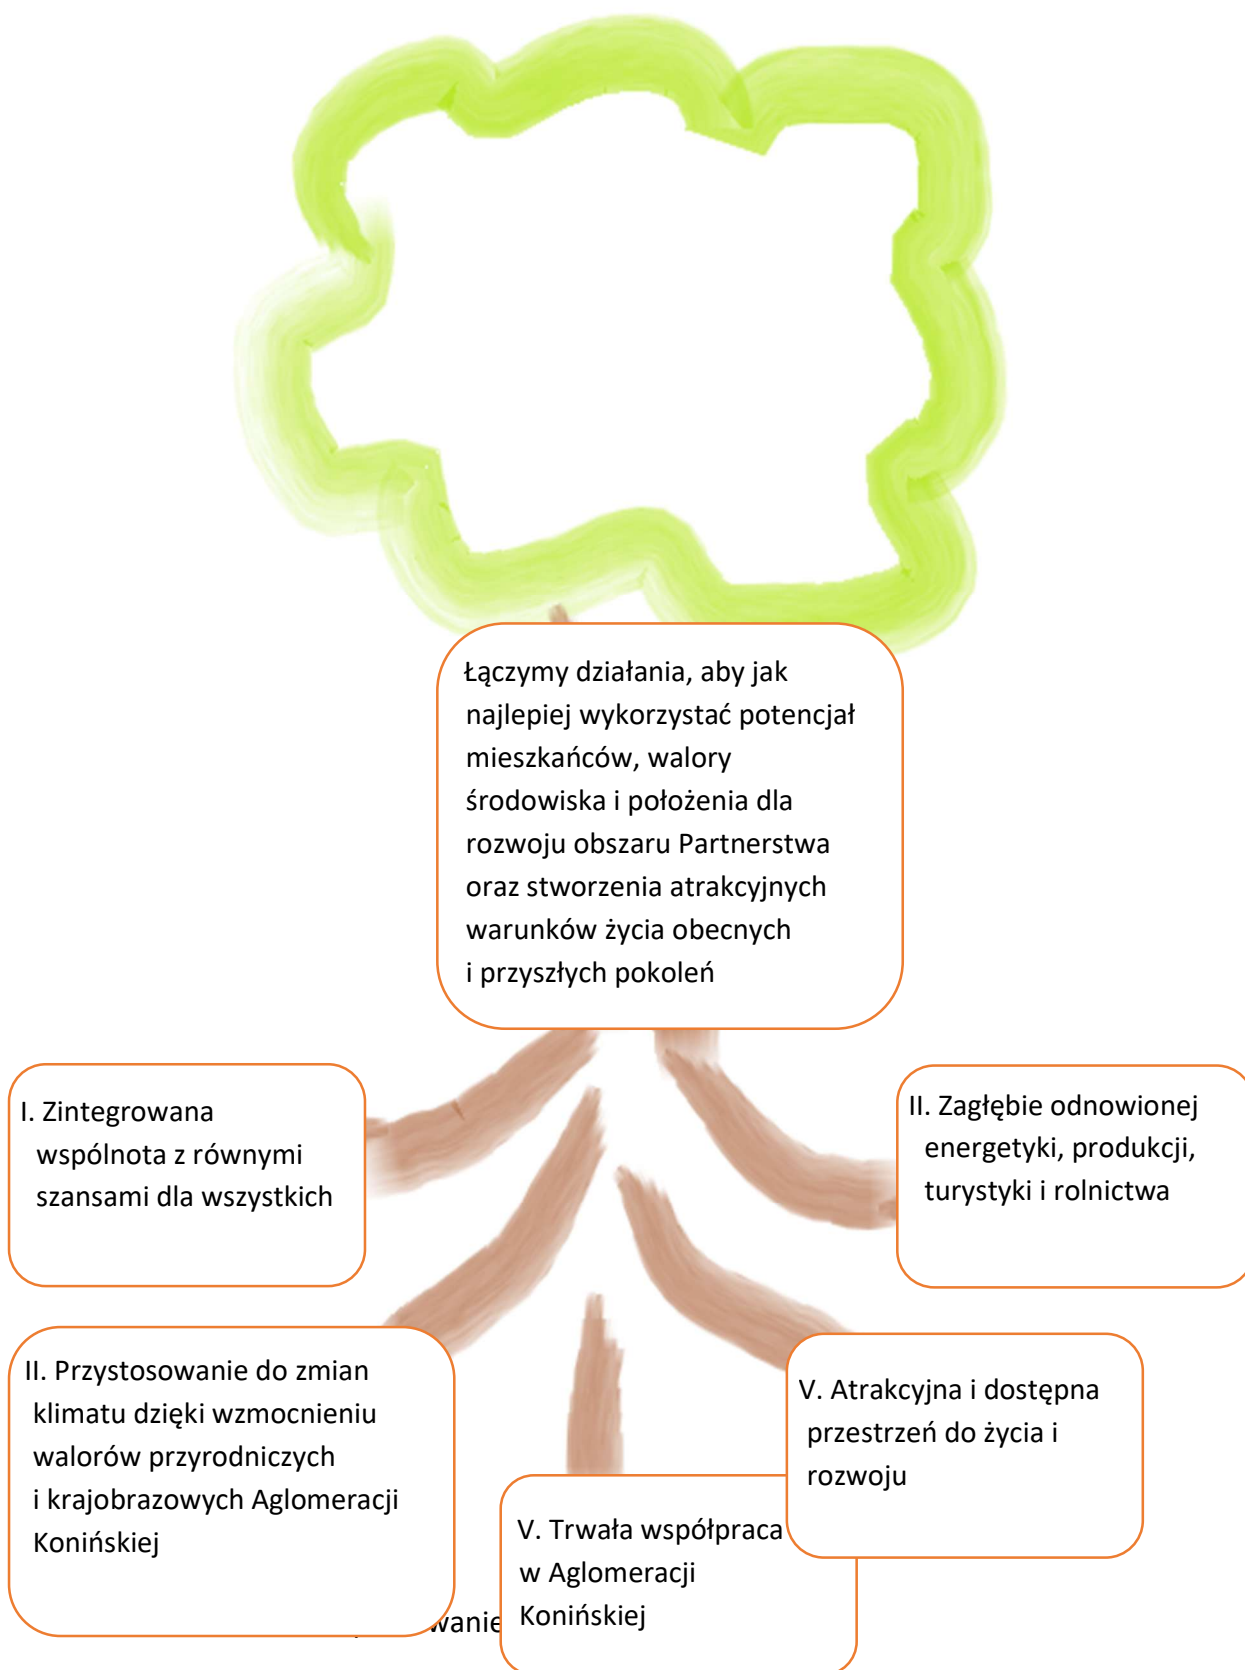 Łączymy działania, aby jak
najlepiej wykorzystać potencjał
mieszkańców, walory
środowiska i położenia dla
rozwoju obszaru Partnerstwa
oraz stworzenia atrakcyjnych
warunków życia obecnych
i przyszłych pokoleń
I. Zintegrowana
wspólnota z równymi
szansami dla wszystkich
II. Zagłębie odnowionej
energetyki, produkcji,
turystyki i rolnictwa
II. Przystosowanie do zmian
klimatu dzięki wzmocnieniu
walorów przyrodniczych
i krajobrazowych Aglomeracji
Konińskiej
V. Atrakcyjna i dostępna
przestrzeń do życia i
rozwoju
V. Trwała współpraca
w Aglomeracji
Konińskiej